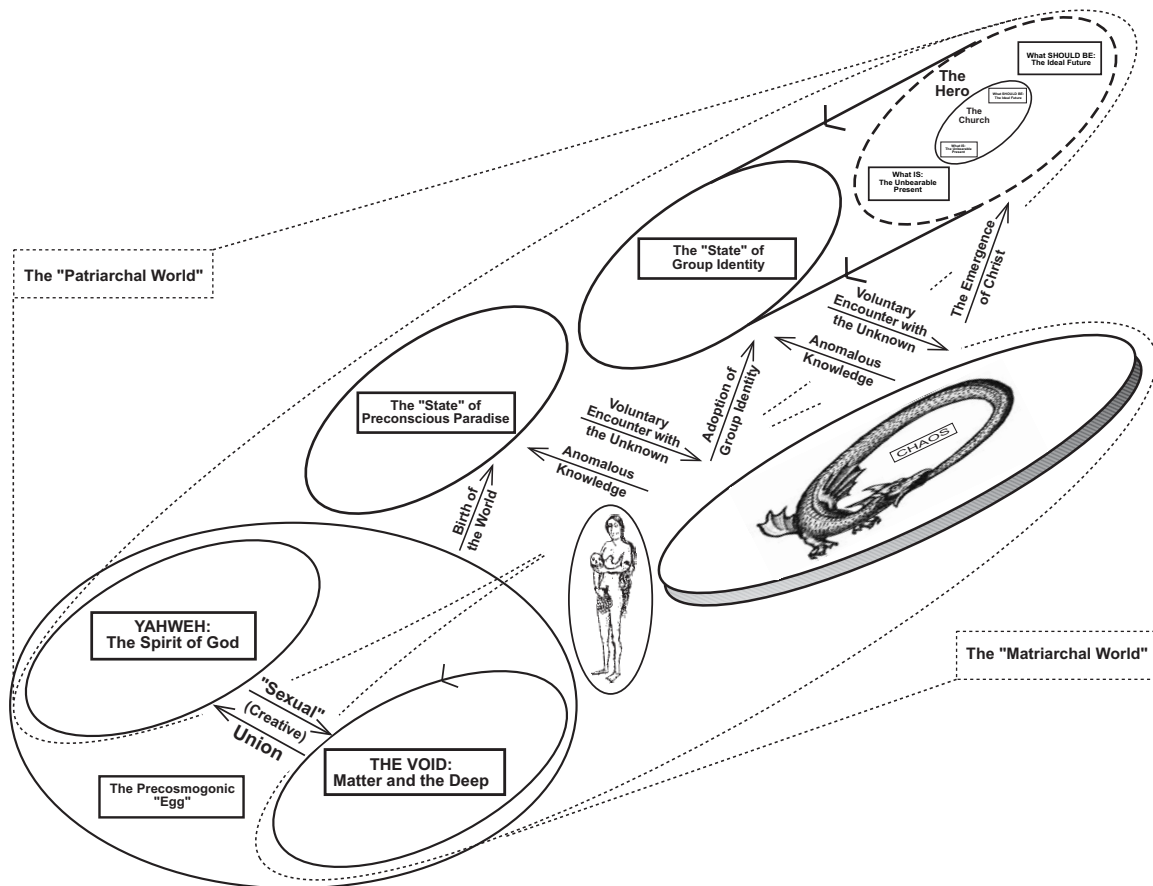 What SHOULD BE:
The Ideal Future
The
Hero
What SHOULD BE:
The Ideal Future
The
Church
What IS:
The Unbearable
Present
What IS:
The Unbearable
Present
The "Patriarchal World"
The "State" of
Group Identity
The Emergence
of Christ
Voluntary
Encounter with
the Unknown
Anomalous
Knowledge
The "State" of
Preconscious Paradise
Adoption of
Group Identity
Voluntary
Encounter with
the Unknown
Anomalous
Knowledge
CHAOS
Birth of
the World
YAHWEH:
The Spirit of God
The "Matriarchal World"
"Sexual"
(Creative)
Union
THE VOID:
Matter and the Deep
The Precosmogonic
"Egg"